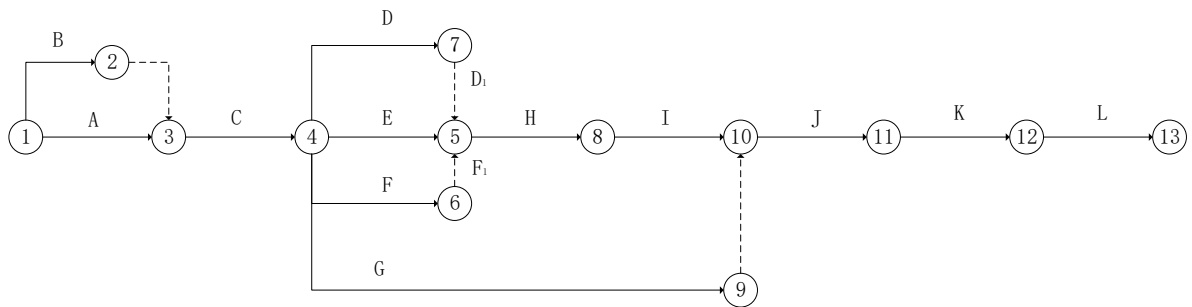 D
B
②
⑦
D₁
①
A
③
C
④
E
⑤
H
⑧
I
⑩
J
⑪
K
⑫
L
⑬
F₁
F
⑥
G
⑨